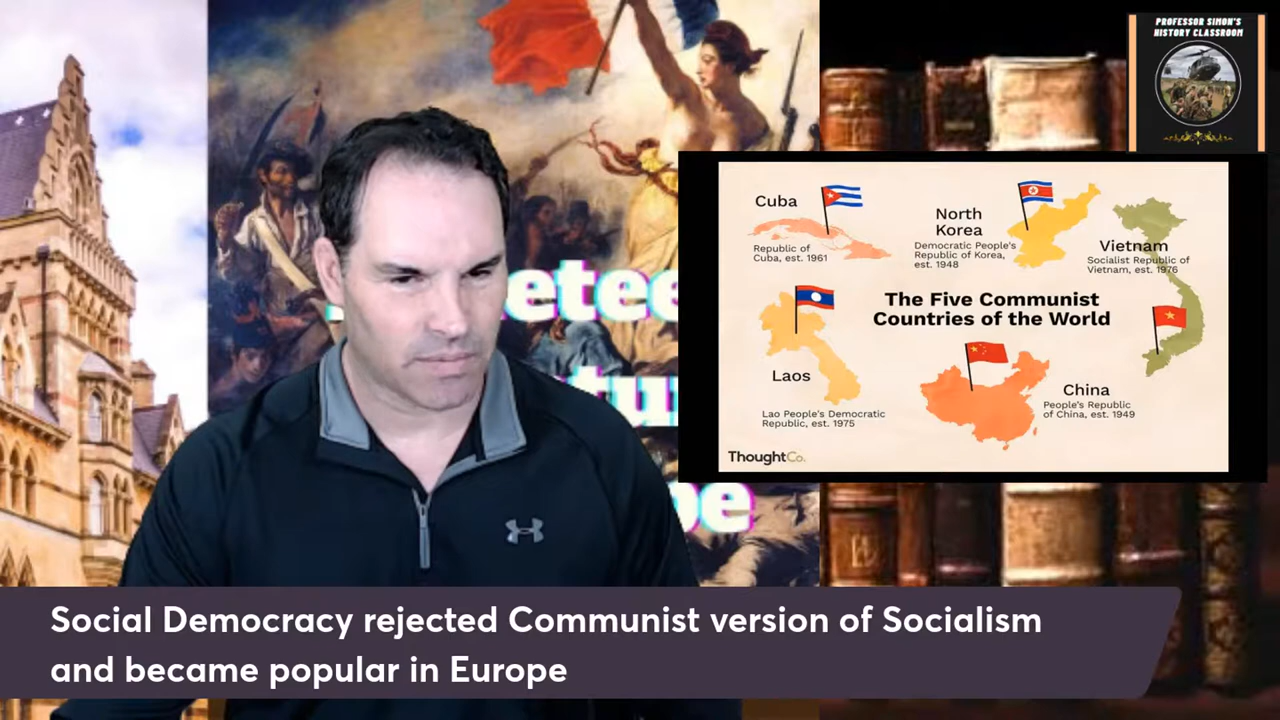 PROFESSOR SIMON'S
HISTORY CLASSROOM
etee
tu
pe
Cuba
Republic of
Cuba, est. 1961
North
Korea
Democratic People's
Republic of Korea,
est. 1948
Vietnam
Socialist Republic of
Vietnam, est. 1976
The Five Communist
Countries of the World
Laos
Lao People's Democratic
Republic, est. 1975
China
People's Republic
of China, est. 1949
ThoughtCo.
Social Democracy rejected Communist version of Socialism
and became popular in Europe